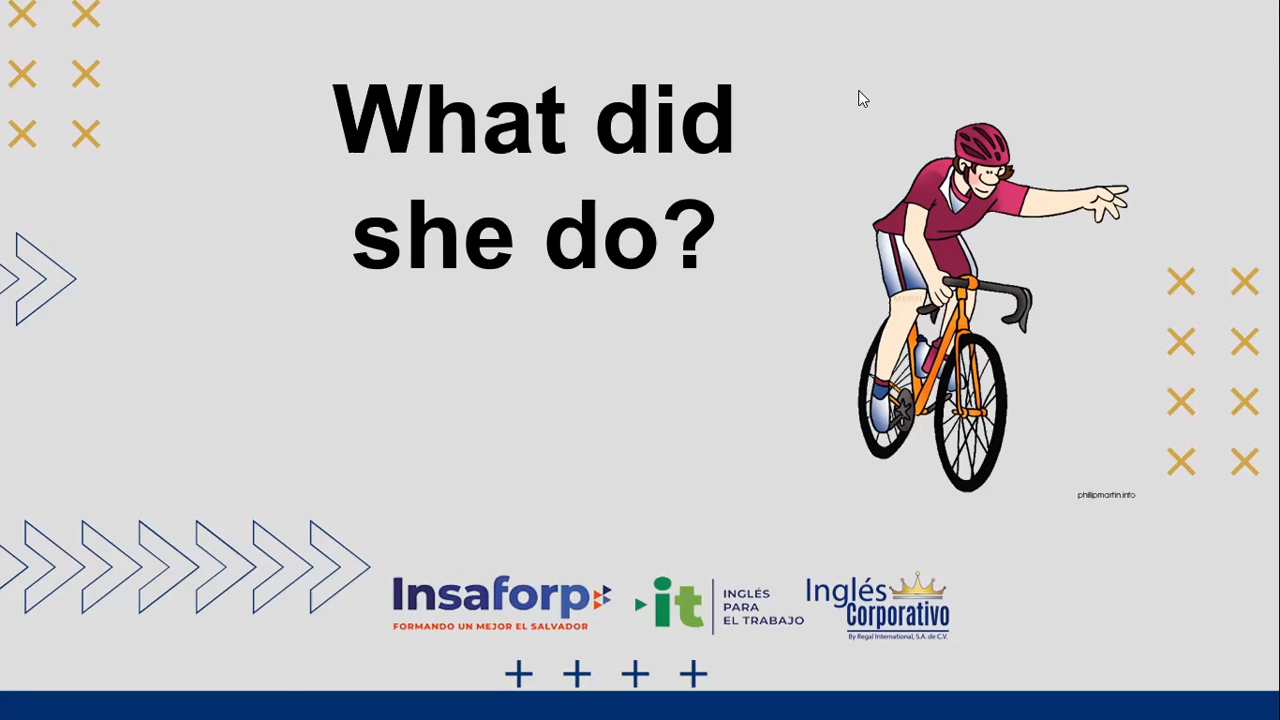 What did
she do?
phillipmartin.info
Insaforp
FORMANDO UN MEJOR EL SALVADOR
it
INGLÉS
PARA
EL TRABAJO
Inglés
Corporativo
By Regal International, S.A. de C.V.